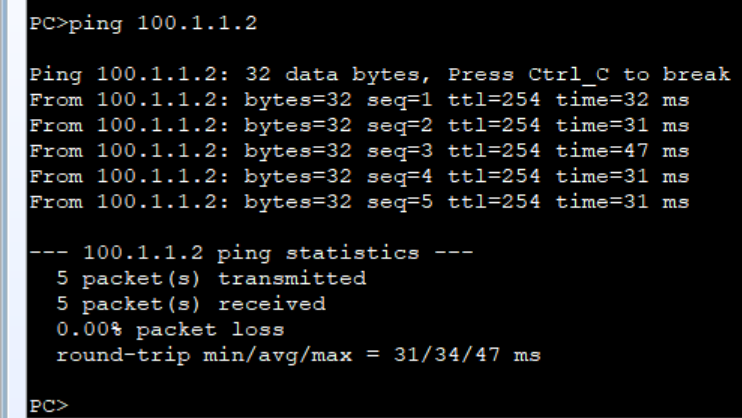 PC>ping 100.1.1.2
Ping 100.1.1.2: 32 data bytes, Press Ctrl_C to break
From 100.1.1.2: bytes=32 seq=1 ttl=254 time=32 ms
From 100.1.1.2: bytes=32 seq=2 ttl=254 time=31 ms
From 100.1.1.2: bytes=32 seq=3 ttl=254 time=47 ms
From 100.1.1.2: bytes=32 seq=4 ttl=254 time=31 ms
From 100.1.1.2: bytes=32 seq=5 ttl=254 time=31 ms
--- 100.1.1.2 ping statistics ---
5 packet(s) transmitted
5 packet(s) received
0.00% packet loss
round-trip min/avg/max = 31/34/47 ms
PC>